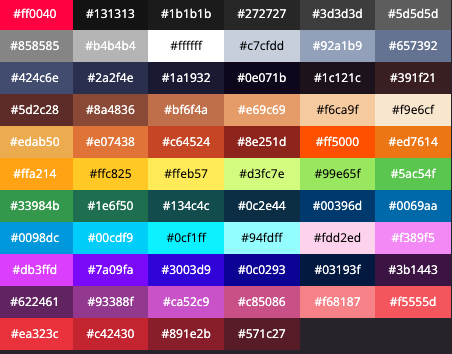 #ff0040 #131313 #1b1b1b #272727 #3d3d3d #5d5d5d
#858585 #b4b4b4 #ffffff #c7cfdd #92a1b9 #657392
#424c6e #2a2f4e #1a1932 #0e071b #1c121c #391f21
#5d2c28 #8a4836 #bf6f4a #e69c69 #f6ca9f #f9e6cf
#edab50 #e07438 #c64524 #8e251d #ff5000 #ed7614
#ffa214 #ffc825 #ffeb57 #d3fc7e #99e65f #5ac54f
#33984b #1e6f50 #134c4c #0c2e44 #00396d #0069aa
#0098dc #00cdf9 #0cf1ff #94fdff #fdd2ed #f389f5
#db3ffd #7a09fa #3003d9 #0c0293 #03193f #3b1443
#622461 #93388f #ca52c9 #c85086 #f68187 #f5555d
#ea323c #c42430 #891e2b #571c27